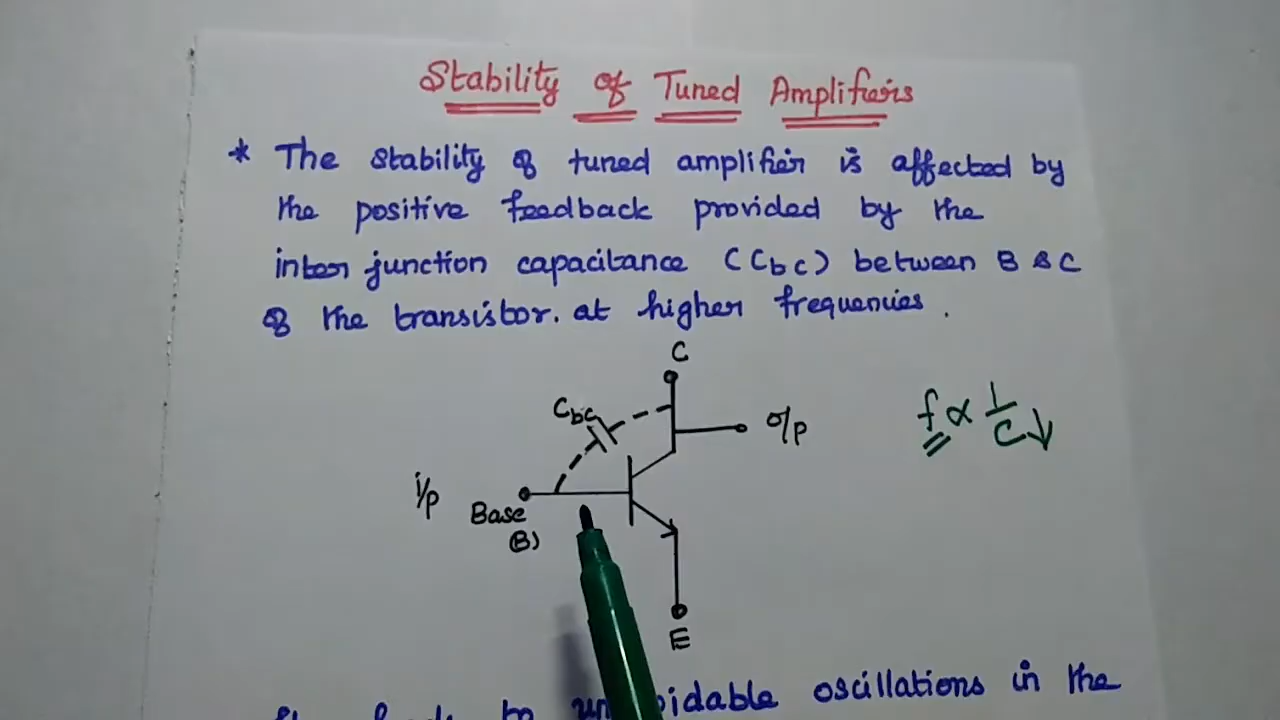 Stability of Tuned Amplifiers
* The stability of tuned amplifier is affected by
the positive feedback provided by the
inter junction capacitance (Cbc) between B & C
of the transistor. at higher frequencies.
C
Cbc
o/p
f ∝ 1/C ↓
i/p
Base
(B)
E
oscillations in the